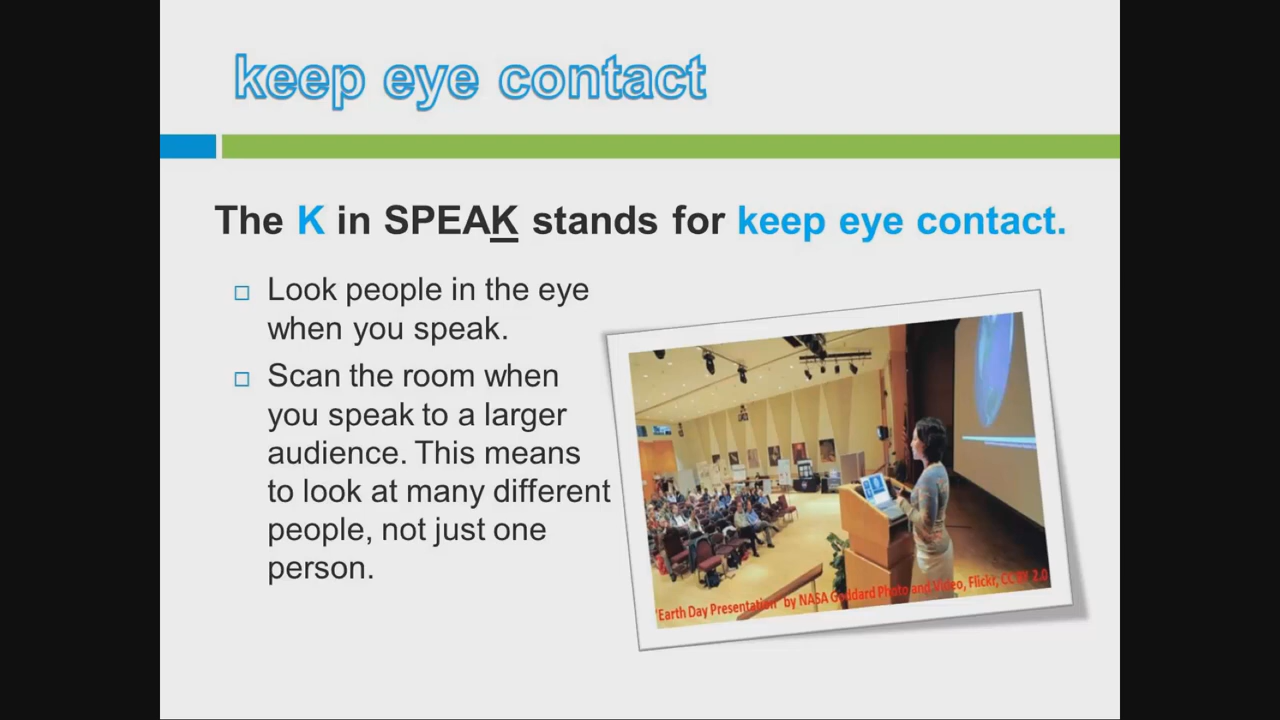 keep eye contact
The K in SPEAK stands for keep eye contact.
Look people in the eye
when you speak.
Scan the room when
you speak to a larger
audience. This means
to look at many different
people, not just one
person.
"Earth Day Presentation" by NASA Goddard Photo and Video, Flickr, CC BY 2.0